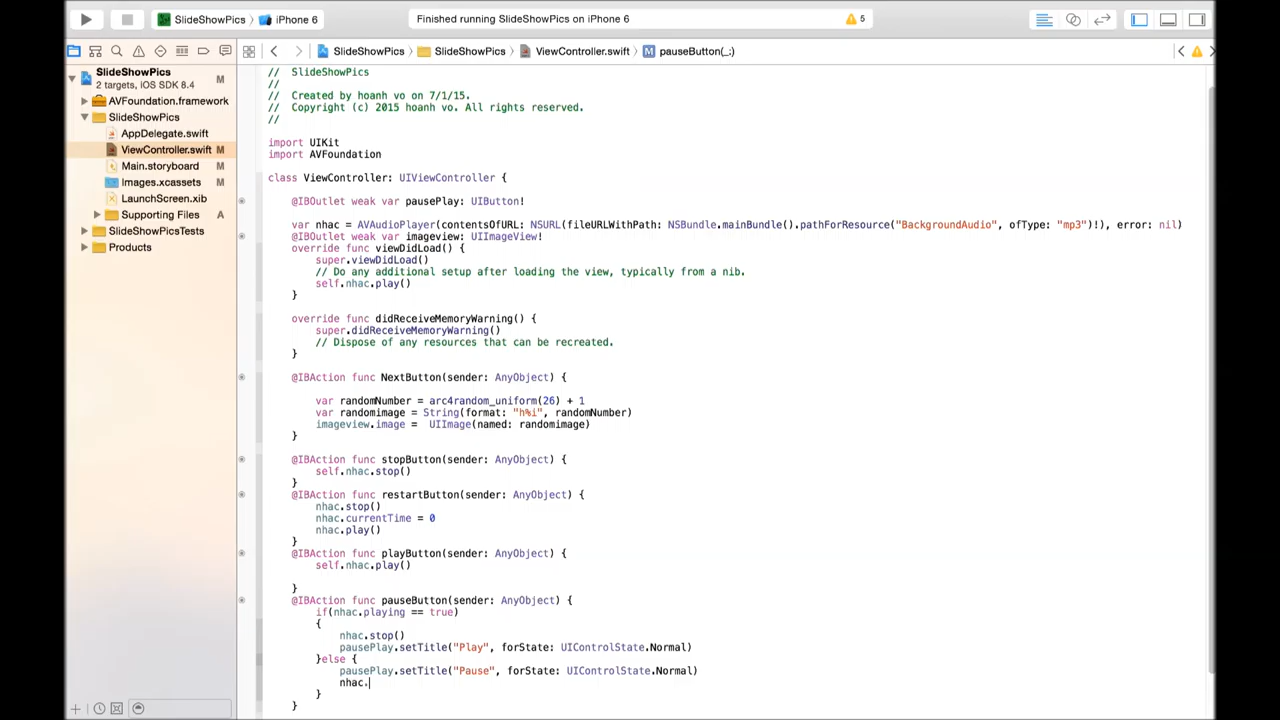 SlideShowPics > iPhone 6
Finished running SlideShowPics on iPhone 6
5
SlideShowPics > SlideShowPics > ViewController.swift > M pauseButton(_:)
SlideShowPics M
2 targets, iOS SDK 8.4
AVFoundation.framework
SlideShowPics
AppDelegate.swift
ViewController.swift M
Main.storyboard M
Images.xcassets M
LaunchScreen.xib
Supporting Files A
SlideShowPicsTests
Products
//  SlideShowPics
//
//  Created by hoanh vo on 7/1/15.
//  Copyright (c) 2015 hoanh vo. All rights reserved.
//
import UIKit
import AVFoundation
class ViewController: UIViewController {
@IBOutlet weak var pausePlay: UIButton!
var nhac = AVAudioPlayer(contentsOfURL: NSURL(fileURLWithPath: NSBundle.mainBundle().pathForResource("BackgroundAudio", ofType: "mp3")!), error: nil)
@IBOutlet weak var imageview: UIImageView!
override func viewDidLoad() {
super.viewDidLoad()
// Do any additional setup after loading the view, typically from a nib.
self.nhac.play()
}
override func didReceiveMemoryWarning() {
super.didReceiveMemoryWarning()
// Dispose of any resources that can be recreated.
}
@IBAction func NextButton(sender: AnyObject) {
var randomNumber = arc4random_uniform(26) + 1
var randomimage = String(format: "h%i", randomNumber)
imageview.image =  UIImage(named: randomimage)
}
@IBAction func stopButton(sender: AnyObject) {
self.nhac.stop()
}
@IBAction func restartButton(sender: AnyObject) {
nhac.stop()
nhac.currentTime = 0
nhac.play()
}
@IBAction func playButton(sender: AnyObject) {
self.nhac.play()
}
@IBAction func pauseButton(sender: AnyObject) {
if(nhac.playing == true)
{
nhac.stop()
pausePlay.setTitle("Play", forState: UIControlState.Normal)
}else {
pausePlay.setTitle("Pause", forState: UIControlState.Normal)
nhac.
}
}